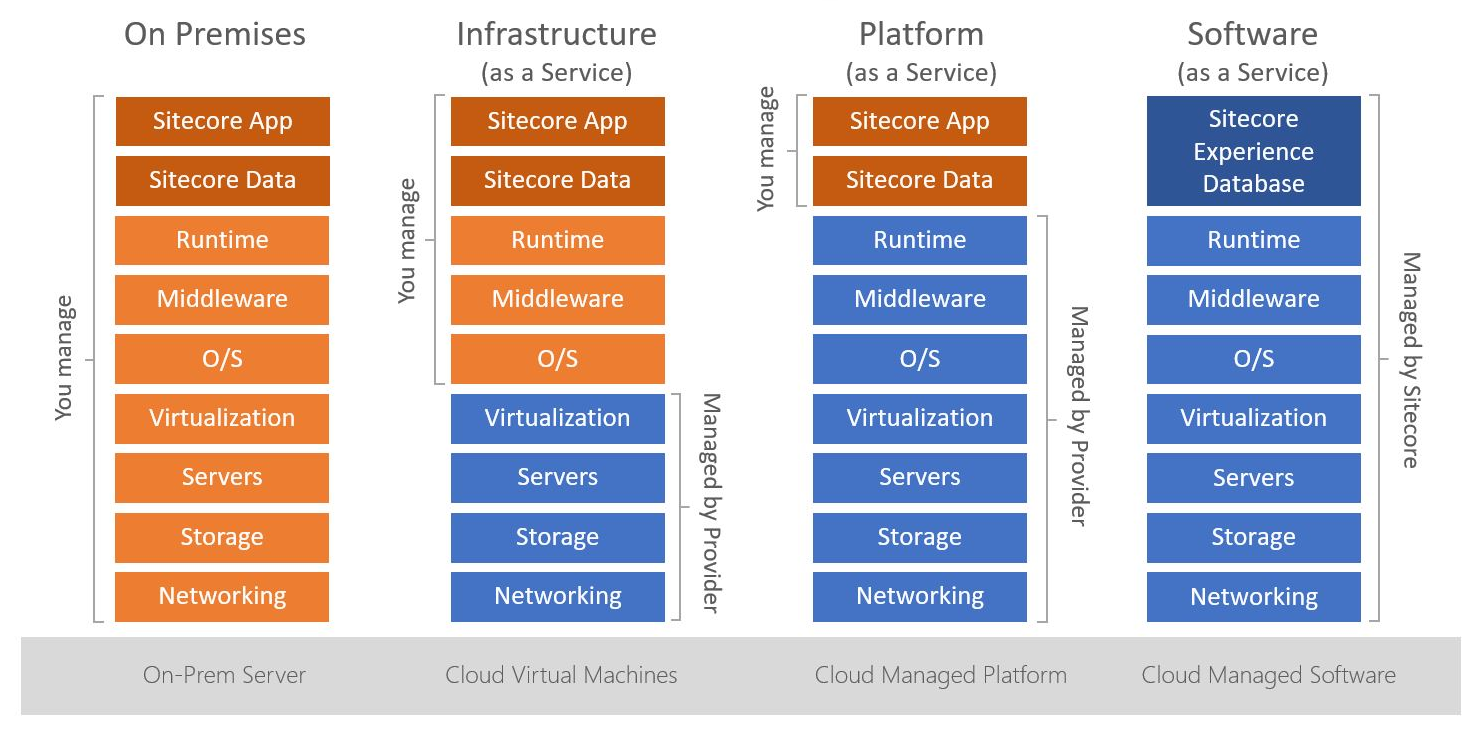 On Premises
Sitecore App
Sitecore Data
Runtime
Middleware
O/S
Virtualization
Servers
Storage
Networking
You manage
On-Prem Server
Infrastructure
(as a Service)
Sitecore App
Sitecore Data
Runtime
Middleware
O/S
Virtualization
Servers
Storage
Networking
You manage
Managed by Provider
Cloud Virtual Machines
Platform
(as a Service)
Sitecore App
Sitecore Data
Runtime
Middleware
O/S
Virtualization
Servers
Storage
Networking
You manage
Managed by Provider
Cloud Managed Platform
Software
(as a Service)
Sitecore
Experience
Database
Runtime
Middleware
O/S
Virtualization
Servers
Storage
Networking
Managed by Sitecore
Cloud Managed Software